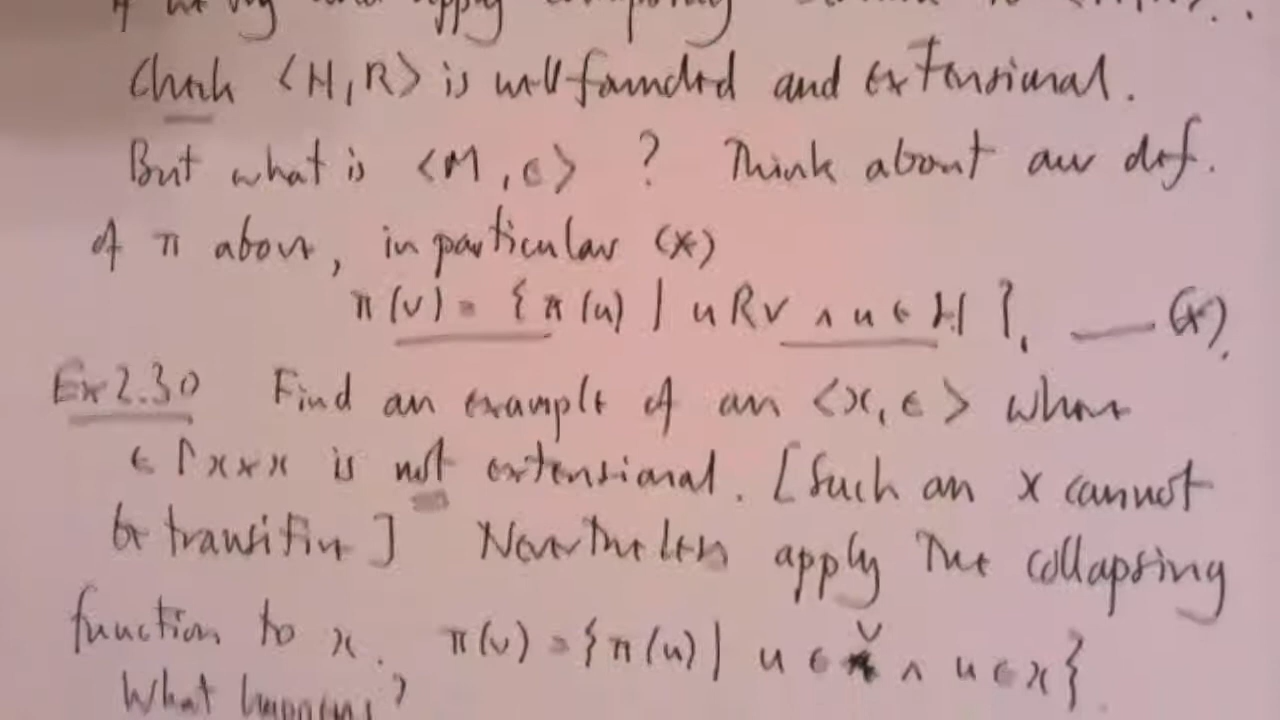 apply
Check <H,R> is wellfounded and extensional.
But what is <M,∈> ? Think about our def.
of π above, in particular (*)
π(v) = {π(u) | uRv ∧ u ∈ H}. — (*).
Ex 2.30 Find an example of an <x,∈> where
∈ ↾ x×x is not extensional. [Such an x cannot
be transitive] Nevertheless apply the collapsing
function to x. π(v) = {π(u) | u ∈ v ∧ u ∈ x}
What happens?